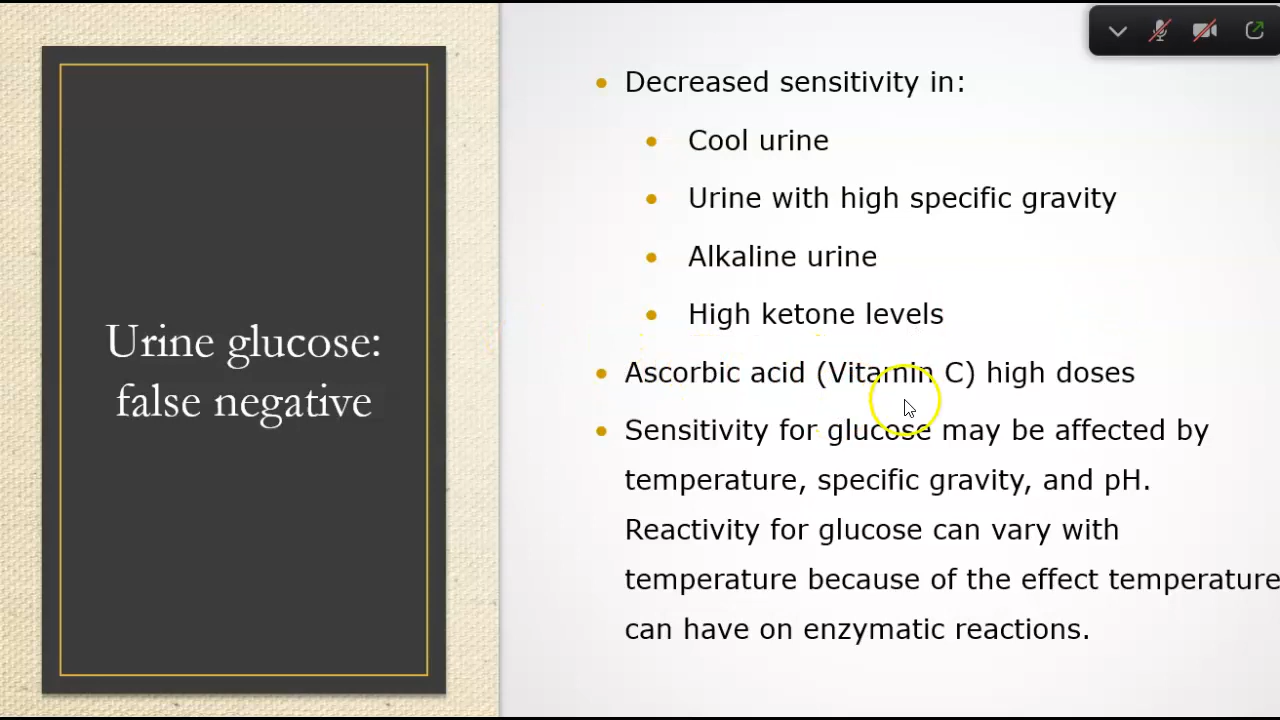 Urine glucose:
false negative
Decreased sensitivity in:
Cool urine
Urine with high specific gravity
Alkaline urine
High ketone levels
Ascorbic acid (Vitamin C) high doses
Sensitivity for glucose may be affected by
temperature, specific gravity, and pH.
Reactivity for glucose can vary with
temperature because of the effect temperature
can have on enzymatic reactions.